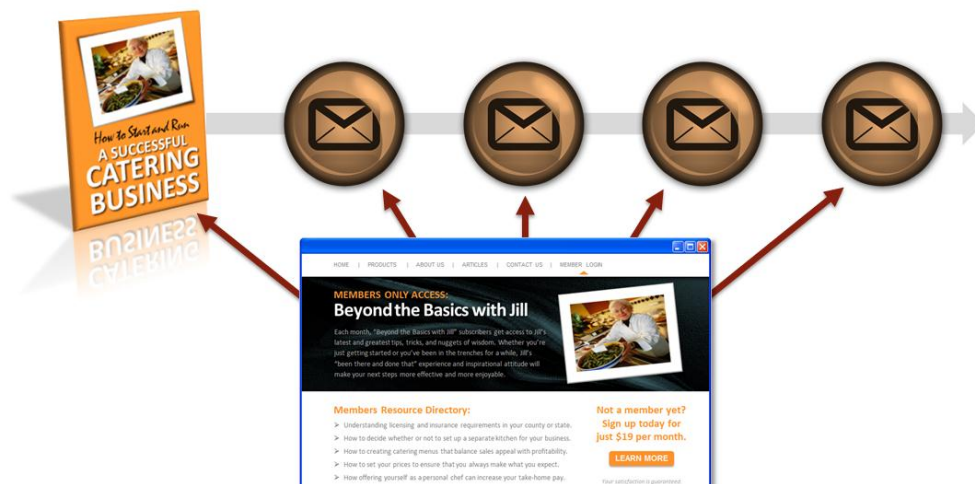 How to Start and Run
A SUCCESSFUL
CATERING
BUSINESS
HOME | PRODUCTS | ABOUT US | ARTICLES | CONTACT US | MEMBER LOGIN
MEMBERS ONLY ACCESS:
Beyond the Basics with Jill
Each month, "Beyond the Basics with Jill" subscribers get access to Jill's
latest and greatest tips, tricks, and nuggets of wisdom. Whether you're
just getting started or you've been in the trenches for a while, Jill's
"been there and done that" experience and inspirational attitude will
make your next steps more effective and more enjoyable.
Members Resource Directory:
➤ Understanding licensing and insurance requirements in your county or state.
➤ How to decide whether or not to set up a separate kitchen for your business.
➤ How to creating catering menus that balance sales appeal with profitability.
➤ How to set your prices to ensure that you always make what you expect.
➤ How offering yourself as a personal chef can increase your take-home pay.
Not a member yet?
Sign up today for
just $19 per month.
LEARN MORE
Your satisfaction is guaranteed